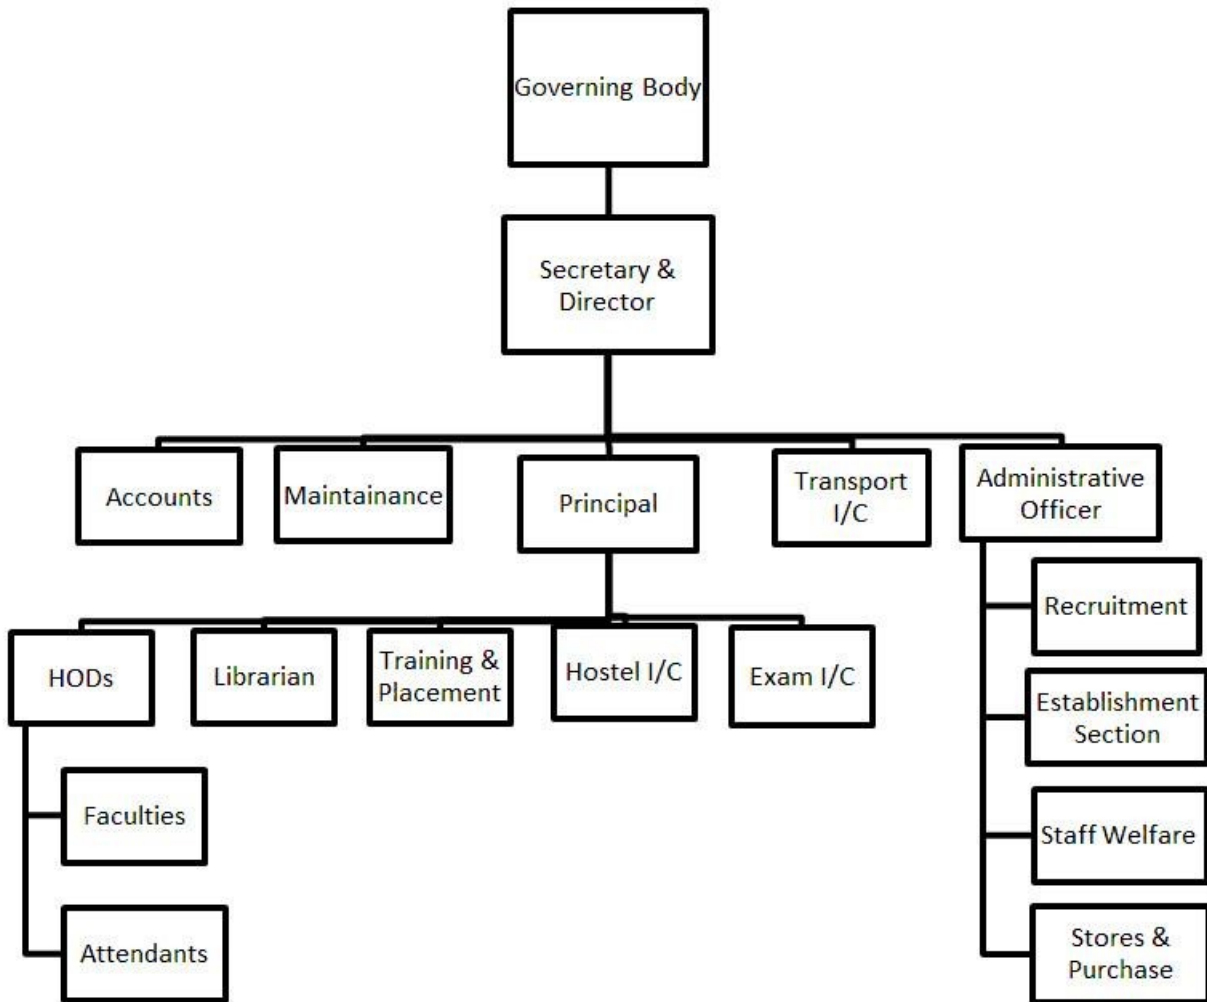 Governing Body
Secretary &
Director
Accounts
Maintainance
Principal
Transport
I/C
Administrative
Officer
HODs
Librarian
Training &
Placement
Hostel I/C
Exam I/C
Faculties
Attendants
Recruitment
Establishment
Section
Staff Welfare
Stores &
Purchase